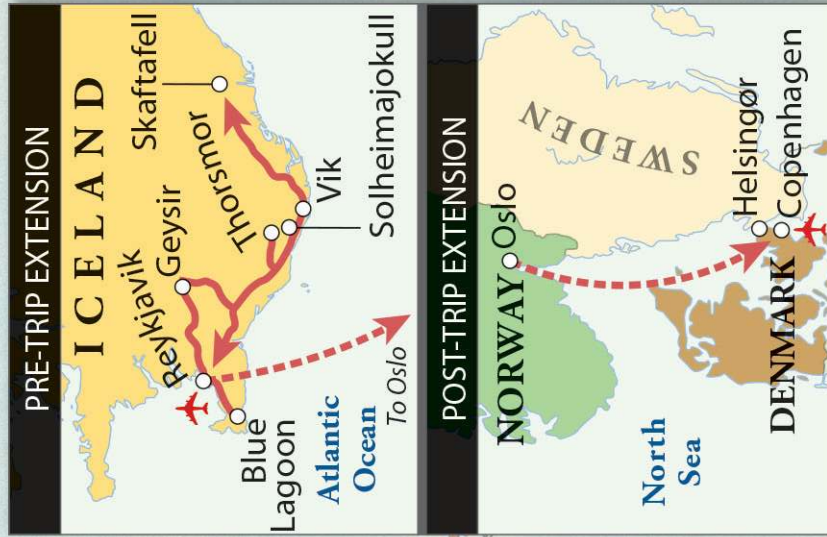 PRE-TRIP EXTENSION
ICELAND
Skaftafell
Thorsmor
Geysir
Reykjavik
Vik
Solheimajokull
Blue
Lagoon
Atlantic
Ocean
To Oslo
POST-TRIP EXTENSION
NORWAY
Oslo
SWEDEN
Helsingør
Copenhagen
DENMARK
North
Sea